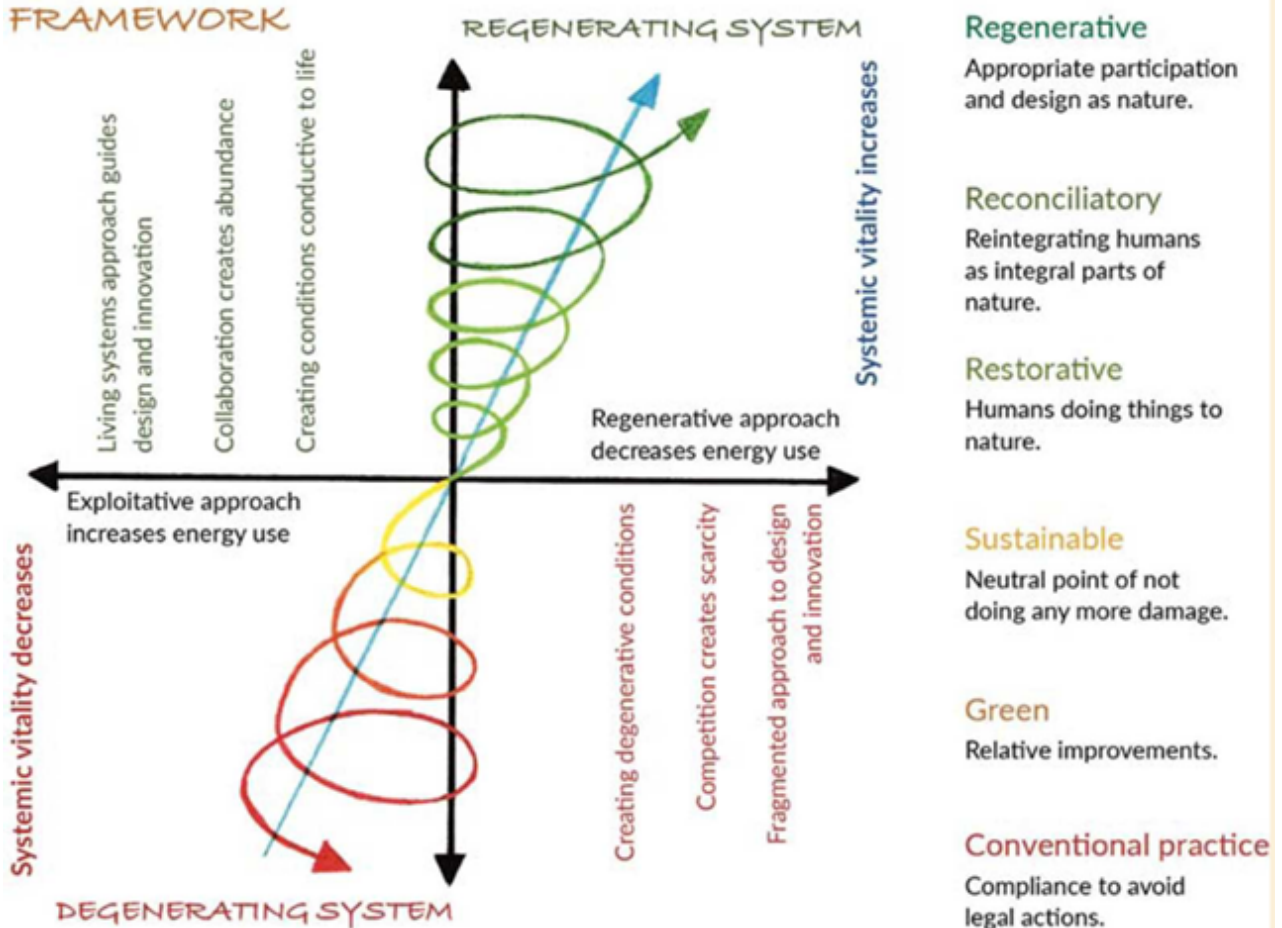 FRAMEWORK
REGENERATING SYSTEM
Living systems approach guides
design and innovation
Collaboration creates abundance
Creating conditions conductive to life
Systemic vitality increases
Regenerative approach
decreases energy use
Exploitative approach
increases energy use
Systemic vitality decreases
Creating degenerative conditions
Competition creates scarcity
Fragmented approach to design
and innovation
DEGENERATING SYSTEM
Regenerative
Appropriate participation
and design as nature.
Reconciliatory
Reintegrating humans
as integral parts of
nature.
Restorative
Humans doing things to
nature.
Sustainable
Neutral point of not
doing any more damage.
Green
Relative improvements.
Conventional practice
Compliance to avoid
legal actions.